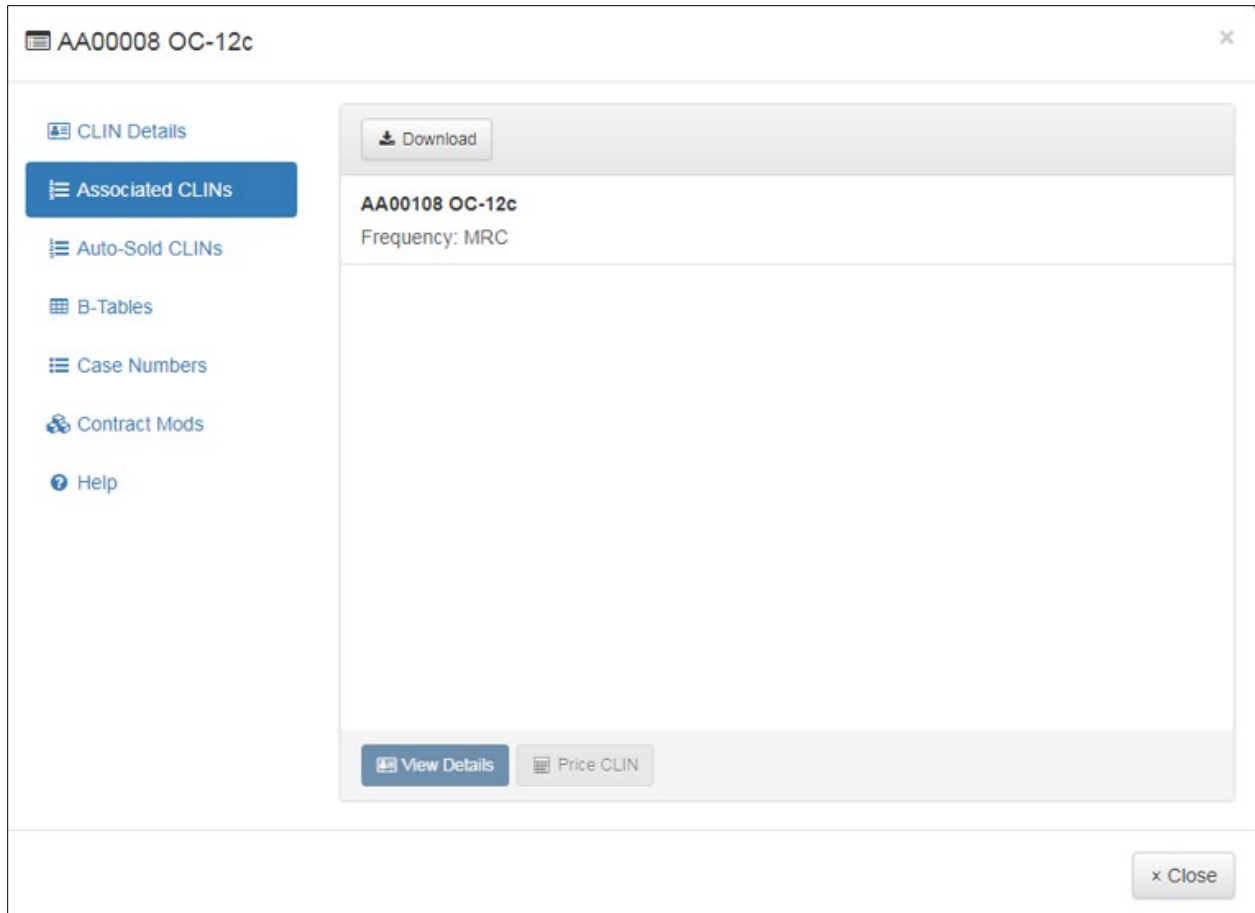 AA00008 OC-12c
×
CLIN Details
Associated CLINs
Auto-Sold CLINs
B-Tables
Case Numbers
Contract Mods
Help
Download
AA00108 OC-12c
Frequency: MRC
View Details
Price CLIN
× Close